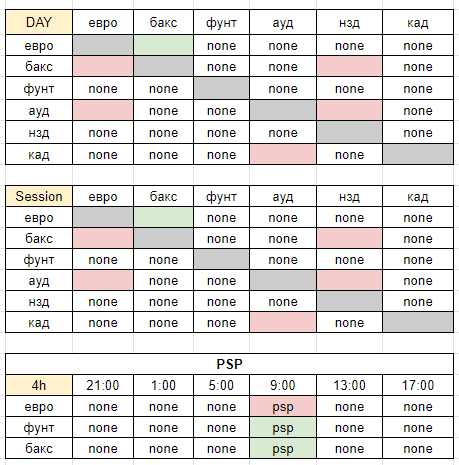 DAY евро бакс фунт ауд нзд кад
евро none none none none
бакс none none none
фунт none none none none none
ауд none none none
нзд none none none none none
кад none none none none
Session евро бакс фунт ауд нзд кад
евро none none none none
бакс none none none
фунт none none none none none
ауд none none none
нзд none none none none none
кад none none none none
PSP
4h 21:00 1:00 5:00 9:00 13:00 17:00
евро none none none psp none none
фунт none none none psp none none
бакс none none none psp none none